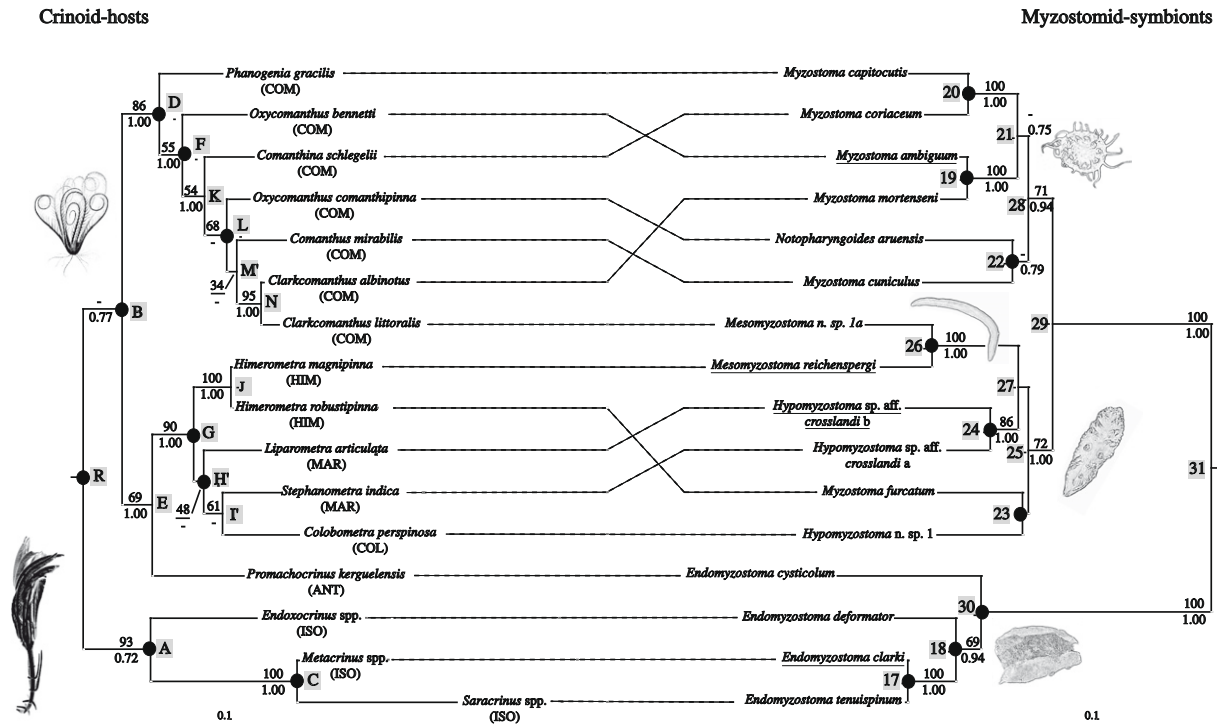 Crinoid-hosts
Myzostomid-symbionts
Phanogenia gracilis
(COM)
Oxycomanthus bennetti
(COM)
Comanthina schlegelii
(COM)
Oxycomanthus comanthipinna
(COM)
Comanthus mirabilis
(COM)
Clarkcomanthus albinotus
(COM)
Clarkcomanthus littoralis
(COM)
Himerometra magnipinna
(HIM)
Himerometra robustipinna
(HIM)
Liparometra articulata
(MAR)
Stephanometra indica
(MAR)
Colobometra perspinosa
(COL)
Promachocrinus kerguelensis
(ANT)
Endoxocrinus spp.
(ISO)
Metacrinus spp.
(ISO)
Saracrinus spp.
(ISO)
86
1.00
D
-
55
1.00
F
-
54
1.00
K
68
-
L
-
M'
34
-
95
1.00
N
-
0.77
B
100
1.00
J
90
1.00
G
H'
48
-
61
-
I'
69
1.00
E
R
93
0.72
A
100
1.00
C
0.1
Myzostoma capitocutis
Myzostoma coriaceum
Myzostoma ambiguum
Myzostoma mortenseni
Notopharyngoides aruensis
Myzostoma cuniculus
Mesomyzostoma n. sp. 1a
Mesomyzostoma reichenspergi
Hypomyzostoma sp. aff.
crosslandi b
Hypomyzostoma sp. aff.
crosslandi a
Myzostoma furcatum
Hypomyzostoma n. sp. 1
Endomyzostoma cysticolum
Endomyzostoma deformator
Endomyzostoma clarki
Endomyzostoma tenuispinum
20
100
1.00
21
-
0.75
19
100
1.00
28
71
0.94
22
-
0.79
29
100
1.00
26
100
1.00
27
24
86
1.00
25
72
1.00
23
31
30
100
1.00
18
69
0.94
17
100
1.00
0.1